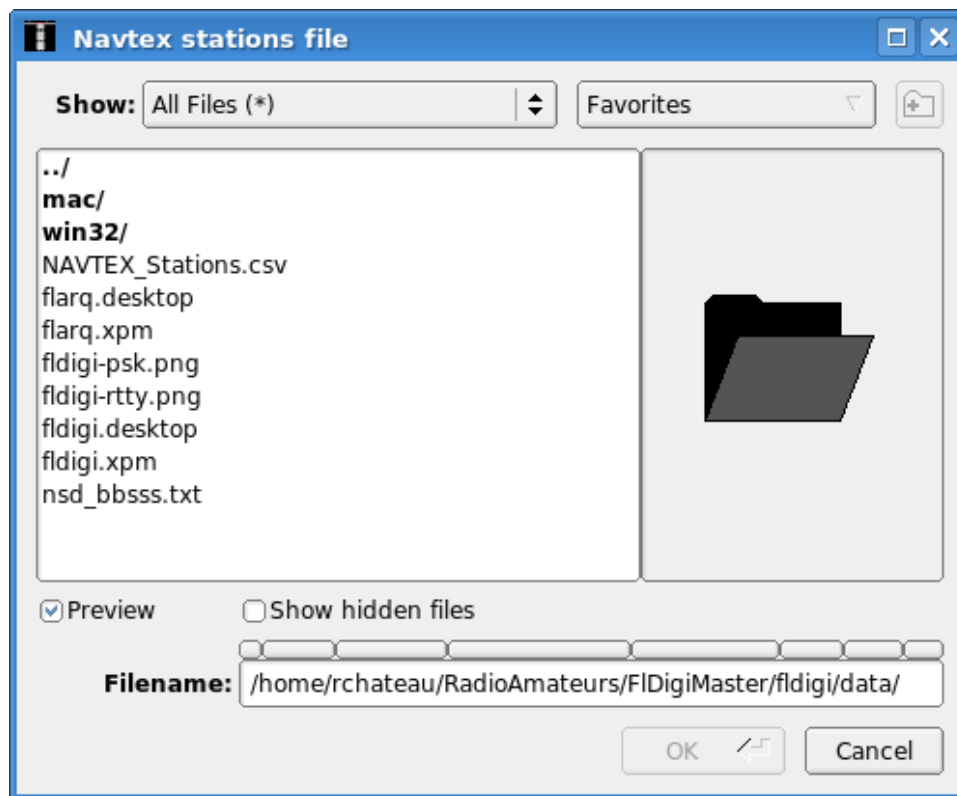 Navtex stations file
Show: All Files (*) Favorites
../
mac/
win32/
NAVTEX_Stations.csv
flarq.desktop
flarq.xpm
fldigi-psk.png
fldigi-rtty.png
fldigi.desktop
fldigi.xpm
nsd_bbsss.txt
Preview Show hidden files
Filename: /home/rchateau/RadioAmateurs/FlDigiMaster/fldigi/data/
OK Cancel